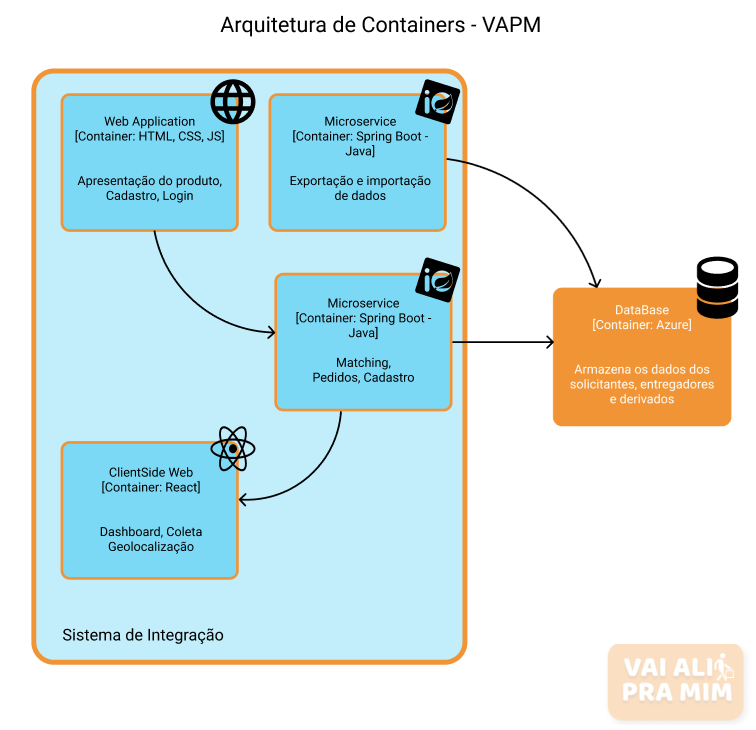 Arquitetura de Containers - VAPM
Web Application
[Container: HTML, CSS, JS]
Apresentação do produto,
Cadastro, Login
Microservice
[Container: Spring Boot -
Java]
Exportação e importação
de dados
Microservice
[Container: Spring Boot -
Java]
Matching,
Pedidos, Cadastro
DataBase
[Container: Azure]
Armazena os dados dos
solicitantes, entregadores
e derivados
ClientSide Web
[Container: React]
Dashboard, Coleta
Geolocalização
Sistema de Integração
VAI ALI
PRA MIM